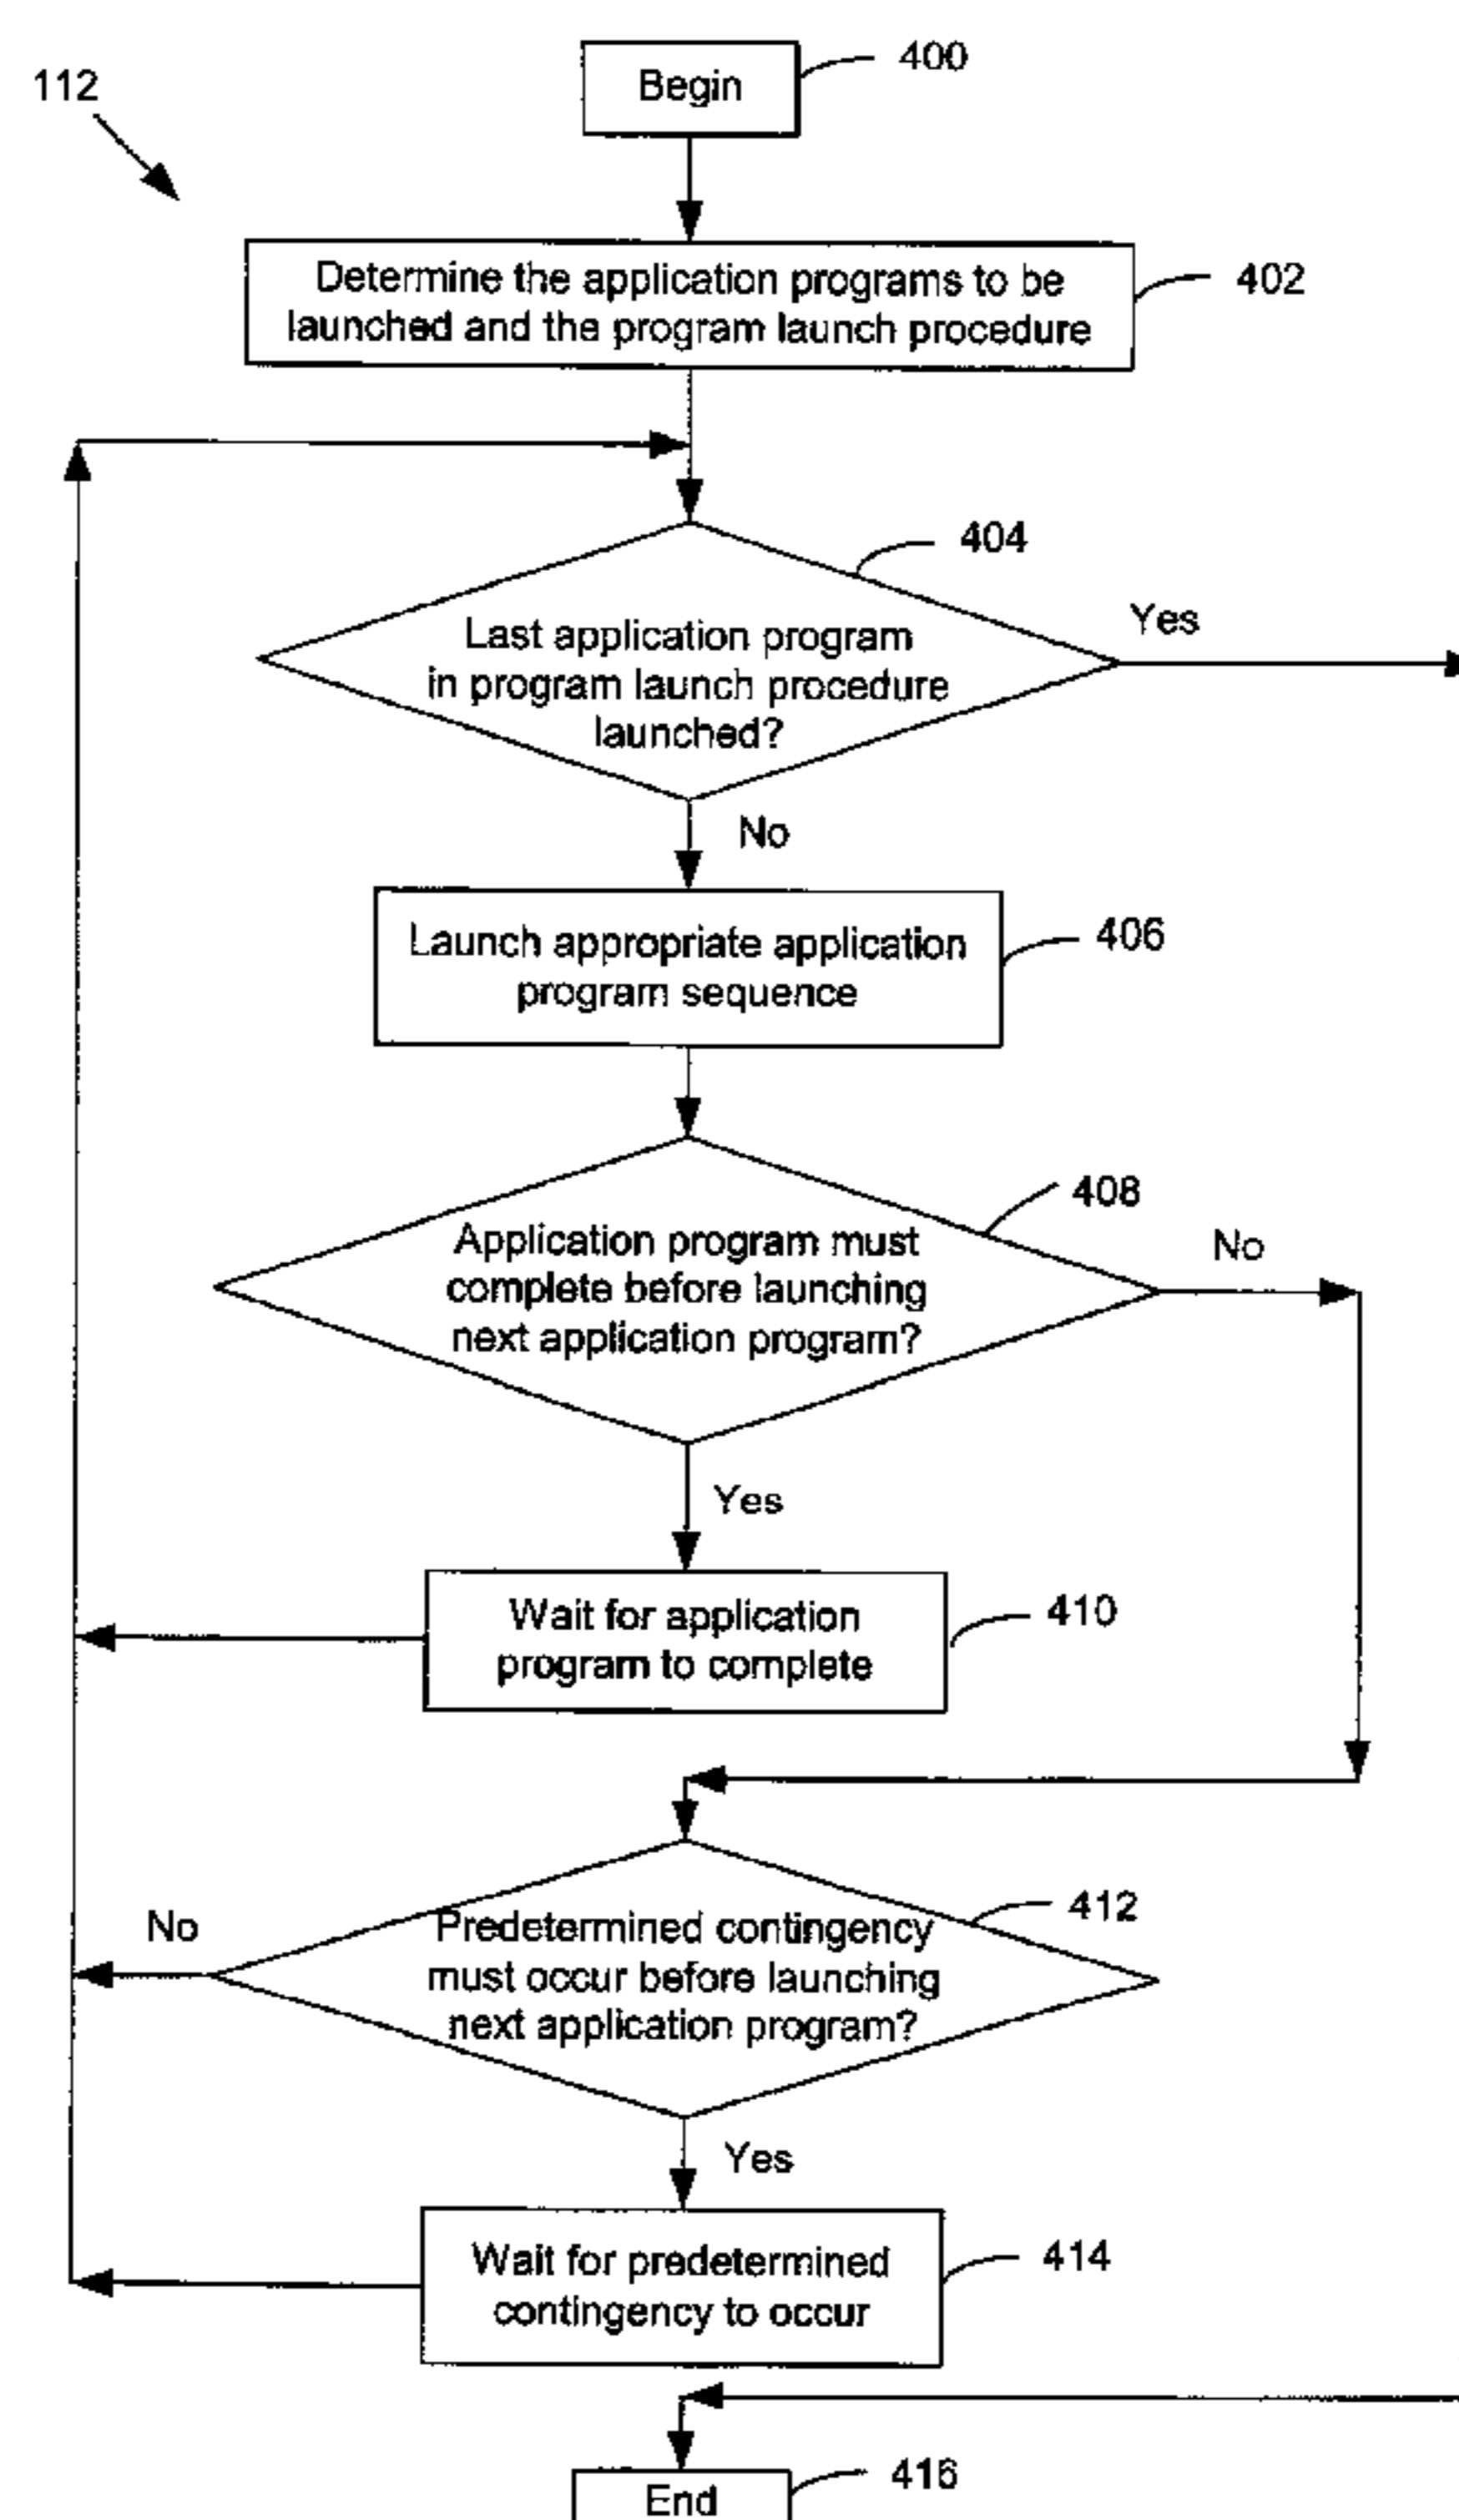 112
Begin
400
Determine the application programs to be
launched and the program launch procedure
402
404
Last application program
in program launch procedure
launched?
Yes
No
Launch appropriate application
program sequence
406
408
Application program must
complete before launching
next application program?
No
Yes
Wait for application
program to complete
410
412
Predetermined contingency
must occur before launching
next application program?
No
Yes
Wait for predetermined
contingency to occur
414
End
416